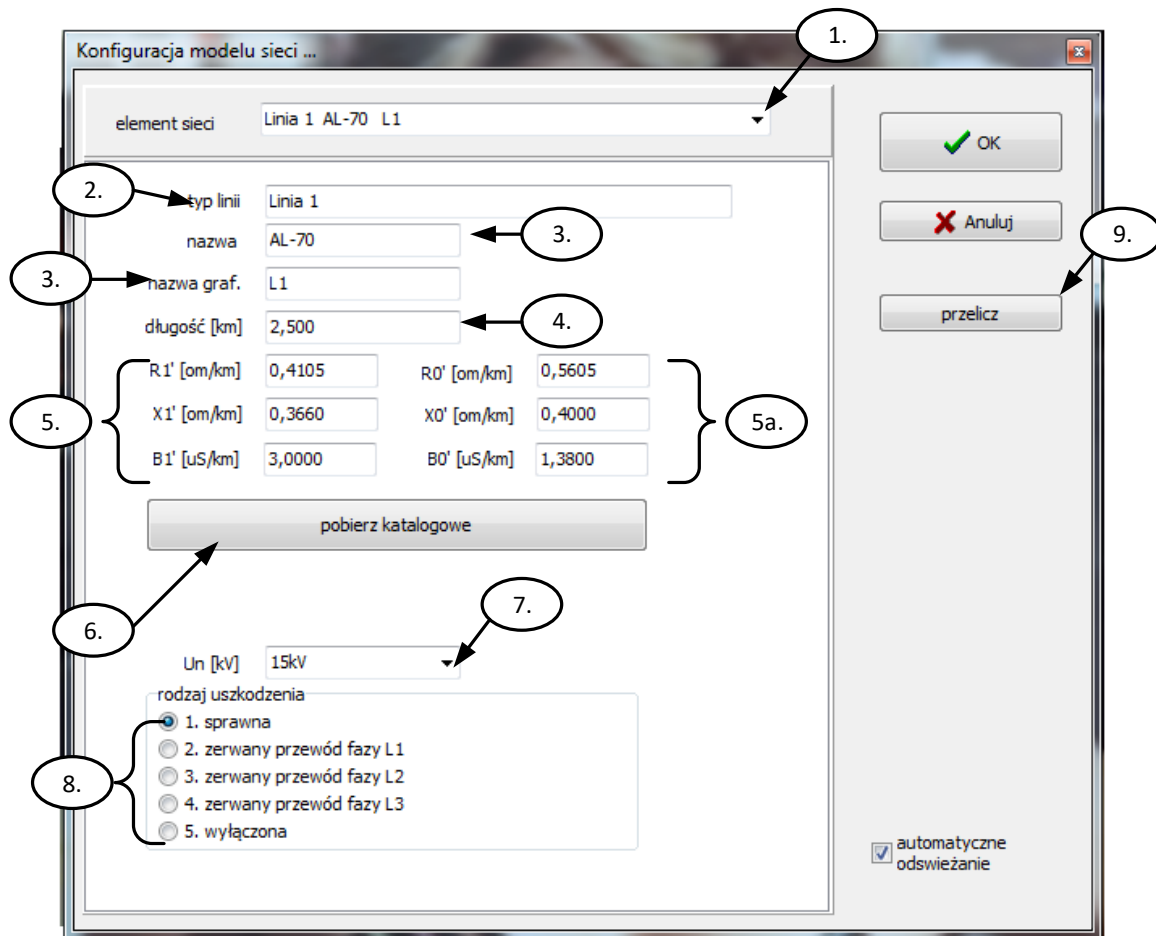 1.
Konfiguracja modelu sieci ...
element sieci Linia 1 AL-70 L1
OK
2.
typ linii Linia 1
Anuluj
nazwa AL-70
3.
9.
3.
nazwa graf. L1
przelicz
długość [km] 2,500
4.
R1' [om/km] 0,4105 R0' [om/km] 0,5605
5.
X1' [om/km] 0,3660 X0' [om/km] 0,4000
5a.
B1' [uS/km] 3,0000 B0' [uS/km] 1,3800
pobierz katalogowe
6.
7.
Un [kV] 15kV
rodzaj uszkodzenia
1. sprawna
2. zerwany przewód fazy L1
8.
3. zerwany przewód fazy L2
4. zerwany przewód fazy L3
5. wyłączona
automatyczne
odswieżanie